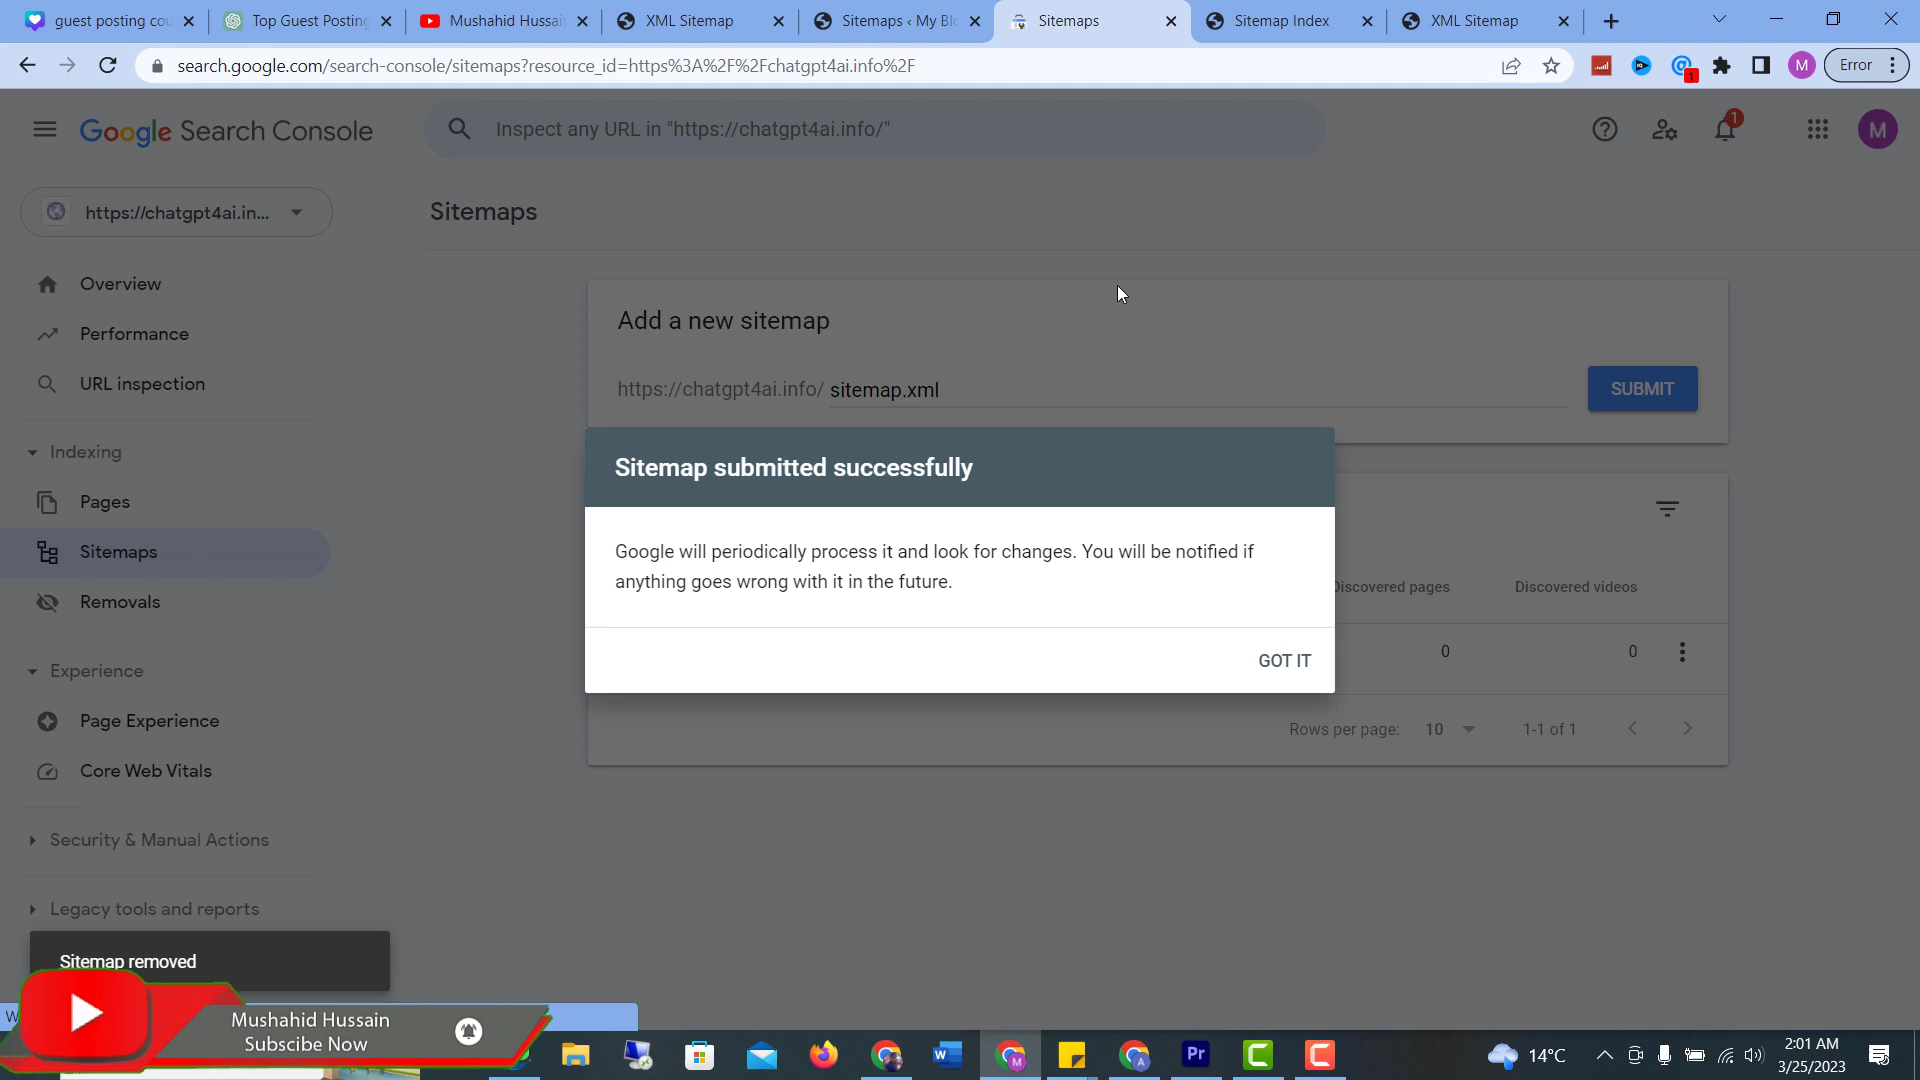 guest posting cou
Top Guest Posting
Mushahid Hussai
XML Sitemap
Sitemaps ‹ My Bl
Sitemaps
Sitemap Index
XML Sitemap
search.google.com/search-console/sitemaps?resource_id=https%3A%2F%2Fchatgpt4ai.info%2F
1
M
Error
Google Search Console
Inspect any URL in "https://chatgpt4ai.info/"
1
M
https://chatgpt4ai.in...
Sitemaps
Overview
Performance
URL inspection
Indexing
Pages
Sitemaps
Removals
Experience
Page Experience
Core Web Vitals
Security & Manual Actions
Legacy tools and reports
Add a new sitemap
https://chatgpt4ai.info/ sitemap.xml
SUBMIT
Sitemap submitted successfully
Google will periodically process it and look for changes. You will be notified if
anything goes wrong with it in the future.
GOT IT
Discovered pages
Discovered videos
0
0
Rows per page: 10
1-1 of 1
Sitemap removed
Mushahid Hussain
Subscibe Now
14°C
2:01 AM
3/25/2023